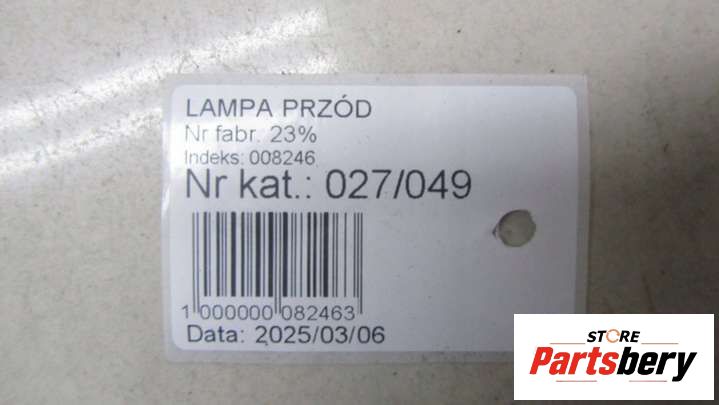 LAMPA PRZÓD
Nr fabr. 23%
Indeks: 008246
Nr kat.: 027/049
1 000000 082463
Data: 2025/03/06
STORE
Partsbery